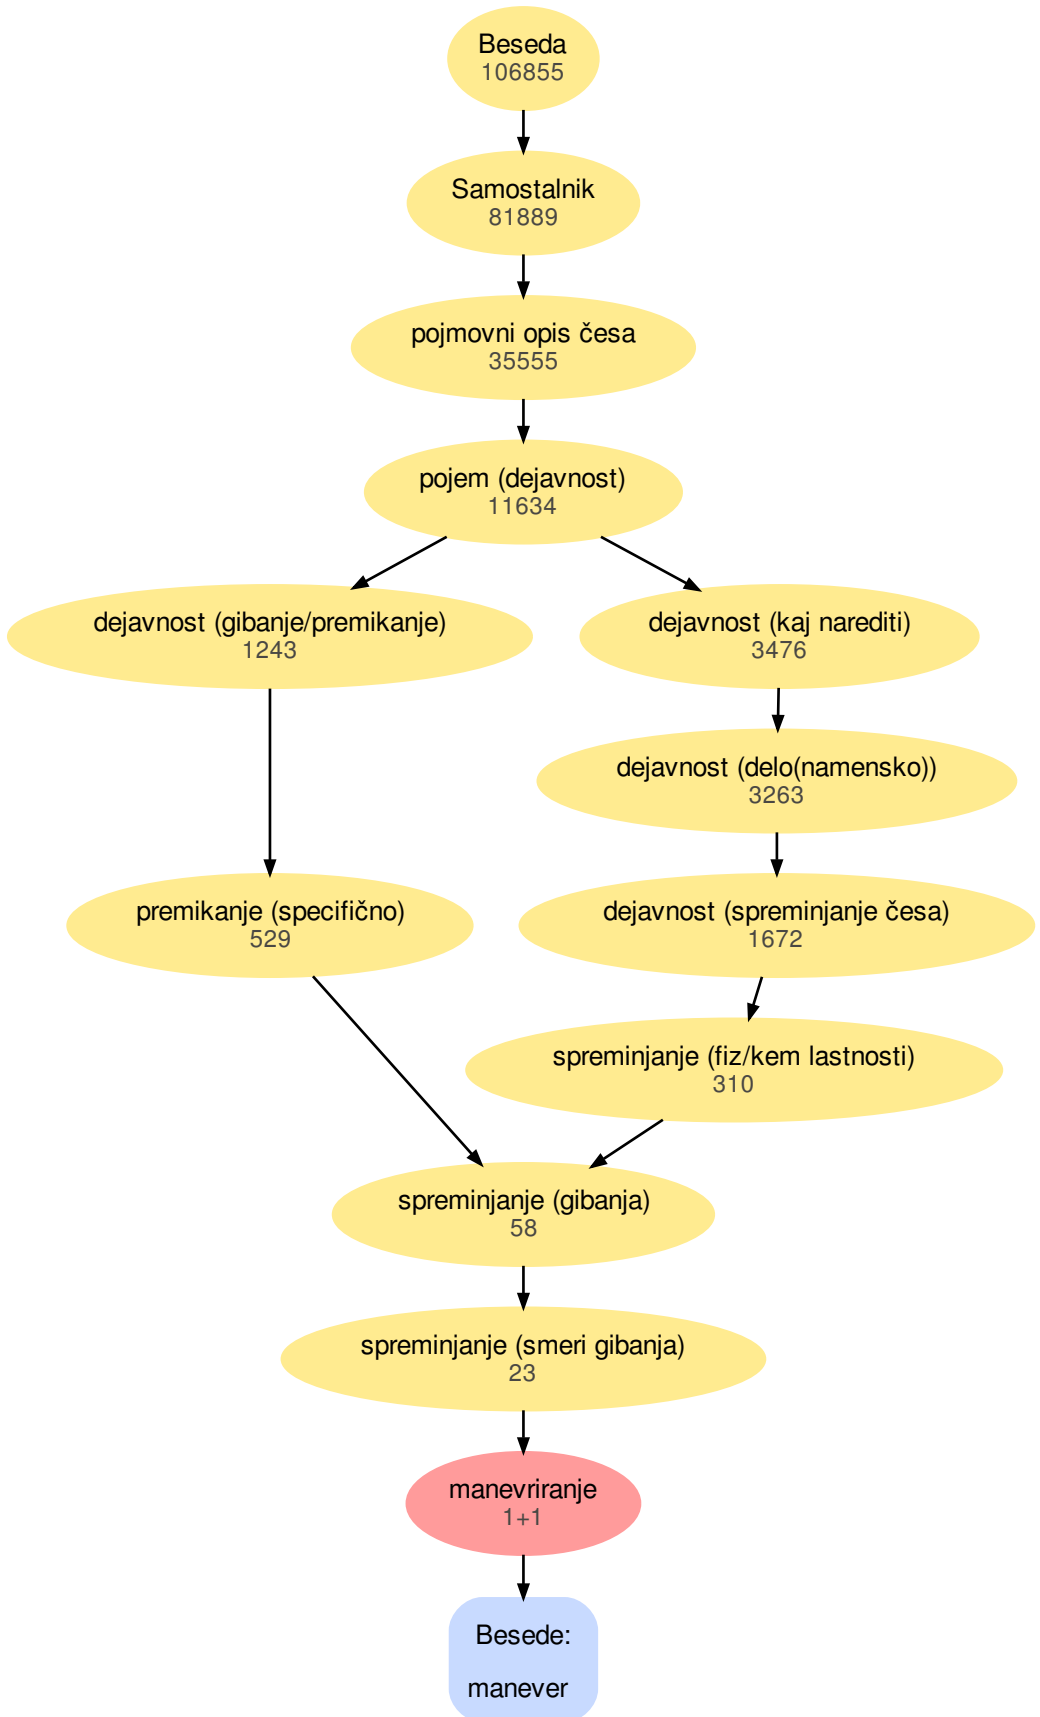 Beseda
106855
Samostalnik
81889
pojmovni opis česa
35555
pojem (dejavnost)
11634
dejavnost (gibanje/premikanje)
1243
dejavnost (kaj narediti)
3476
dejavnost (delo(namensko))
3263
premikanje (specifično)
529
dejavnost (spreminjanje česa)
1672
spreminjanje (fiz/kem lastnosti)
310
spreminjanje (gibanja)
58
spreminjanje (smeri gibanja)
23
manevriranje
1+1
Besede:
manever